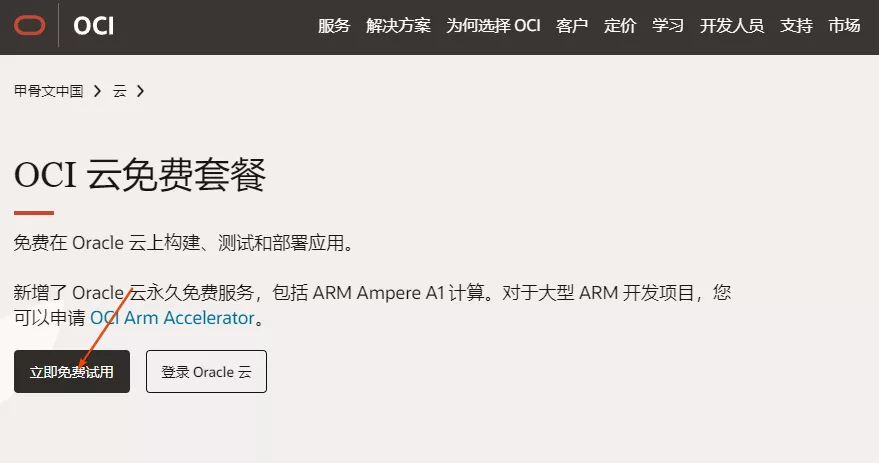 OCI 服务 解决方案 为何选择 OCI 客户 定价 学习 开发人员 支持 市场
甲骨文中国 > 云 >
OCI 云免费套餐
免费在 Oracle 云上构建、测试和部署应用。
新增了 Oracle 云永久免费服务，包括 ARM Ampere A1 计算。对于大型 ARM 开发项目，您
可以申请 OCI Arm Accelerator。
立即免费试用 登录 Oracle 云